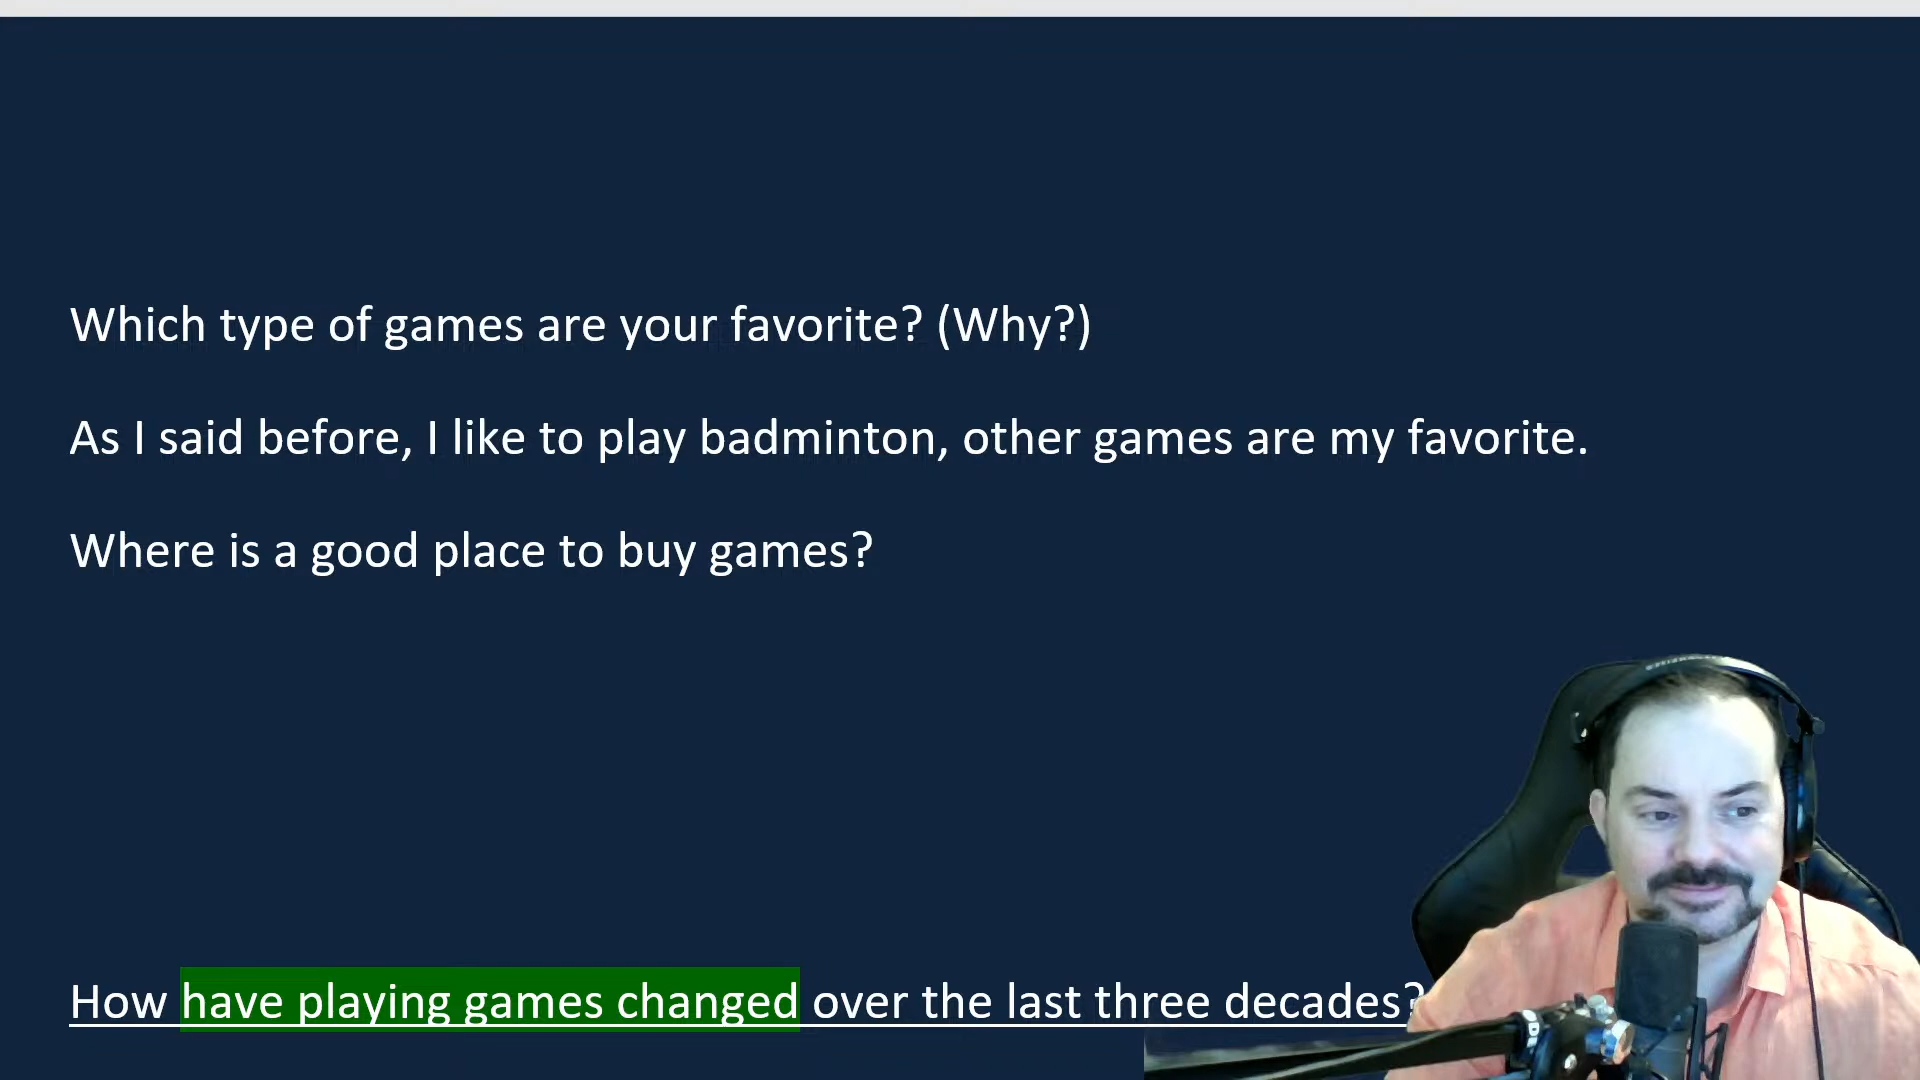 Which type of games are your favorite? (Why?)
As I said before, I like to play badminton, other games are my favorite.
Where is a good place to buy games?
How have playing games changed over the last three decades?